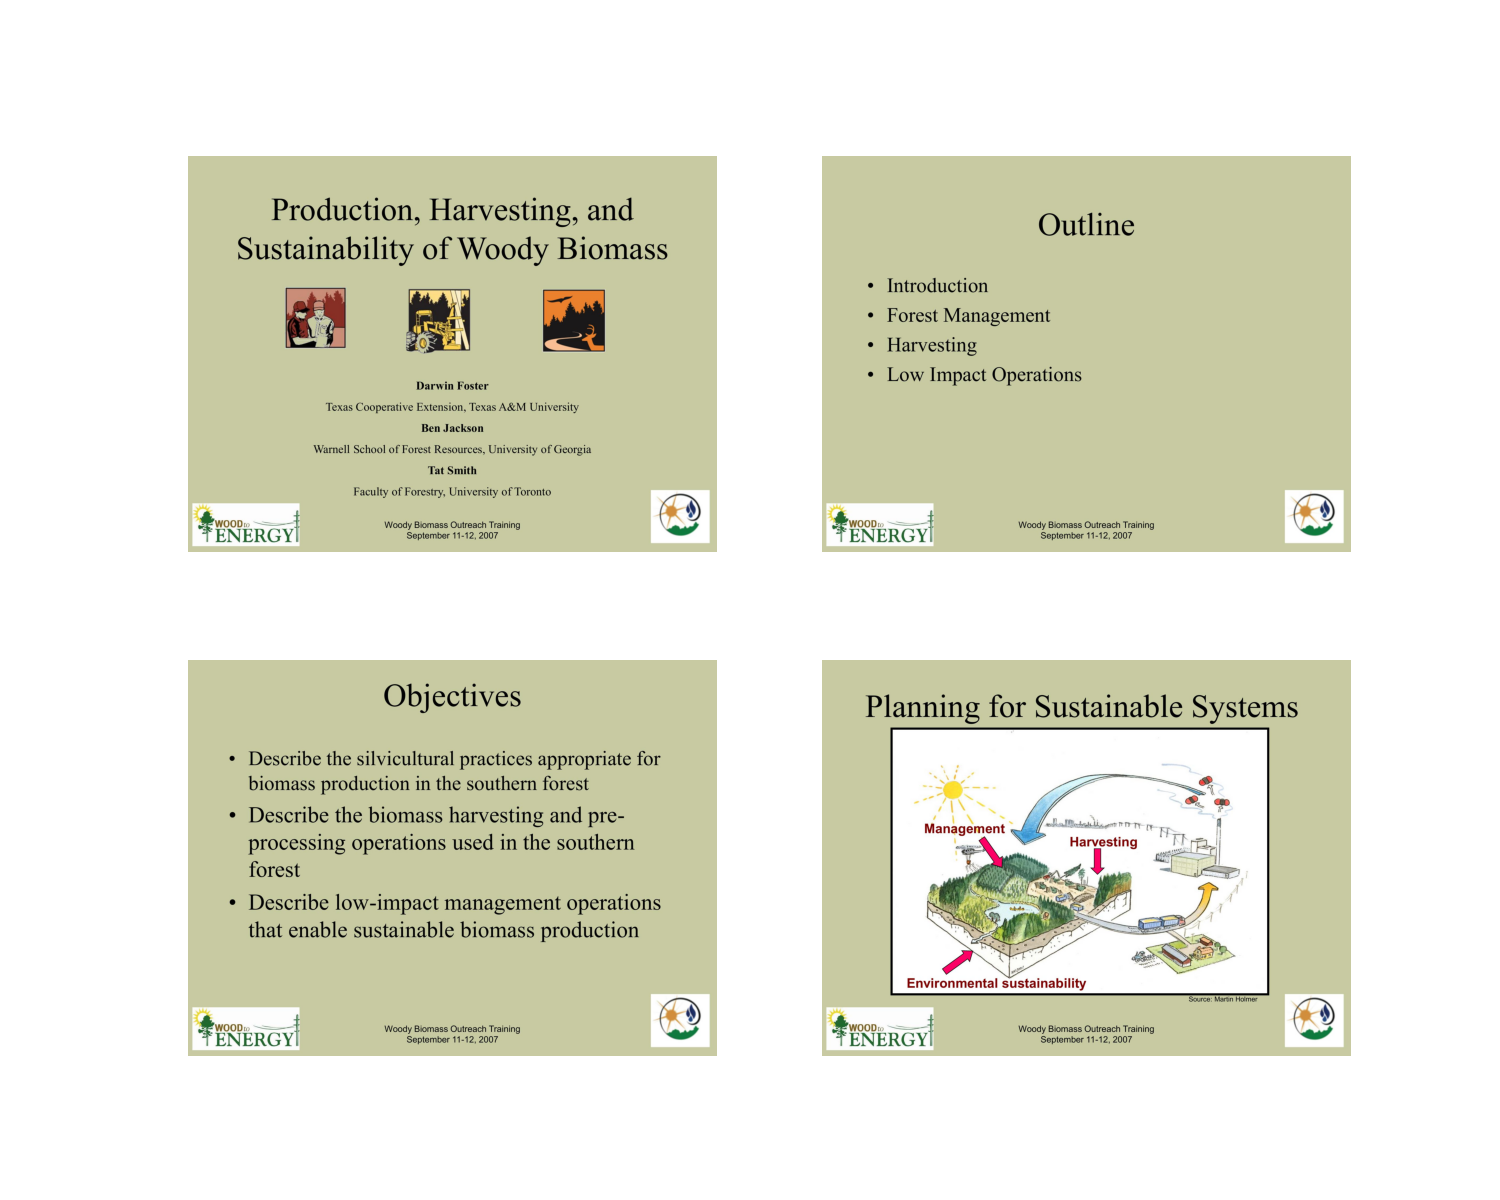 Production, Harvesting, and
Sustainability of Woody Biomass
Darwin Foster
Texas Cooperative Extension, Texas A&M University
Ben Jackson
Warnell School of Forest Resources, University of Georgia
Tat Smith
Faculty of Forestry, University of Toronto
WOOD to
ENERGY
Woody Biomass Outreach Training
September 11-12, 2007
Outline
• Introduction
• Forest Management
• Harvesting
• Low Impact Operations
WOOD to
ENERGY
Woody Biomass Outreach Training
September 11-12, 2007
Objectives
• Describe the silvicultural practices appropriate for
biomass production in the southern forest
• Describe the biomass harvesting and pre-
processing operations used in the southern
forest
• Describe low-impact management operations
that enable sustainable biomass production
WOOD to
ENERGY
Woody Biomass Outreach Training
September 11-12, 2007
Planning for Sustainable Systems
Management
Harvesting
Environmental sustainability
Source: Martin Holmer
WOOD to
ENERGY
Woody Biomass Outreach Training
September 11-12, 2007